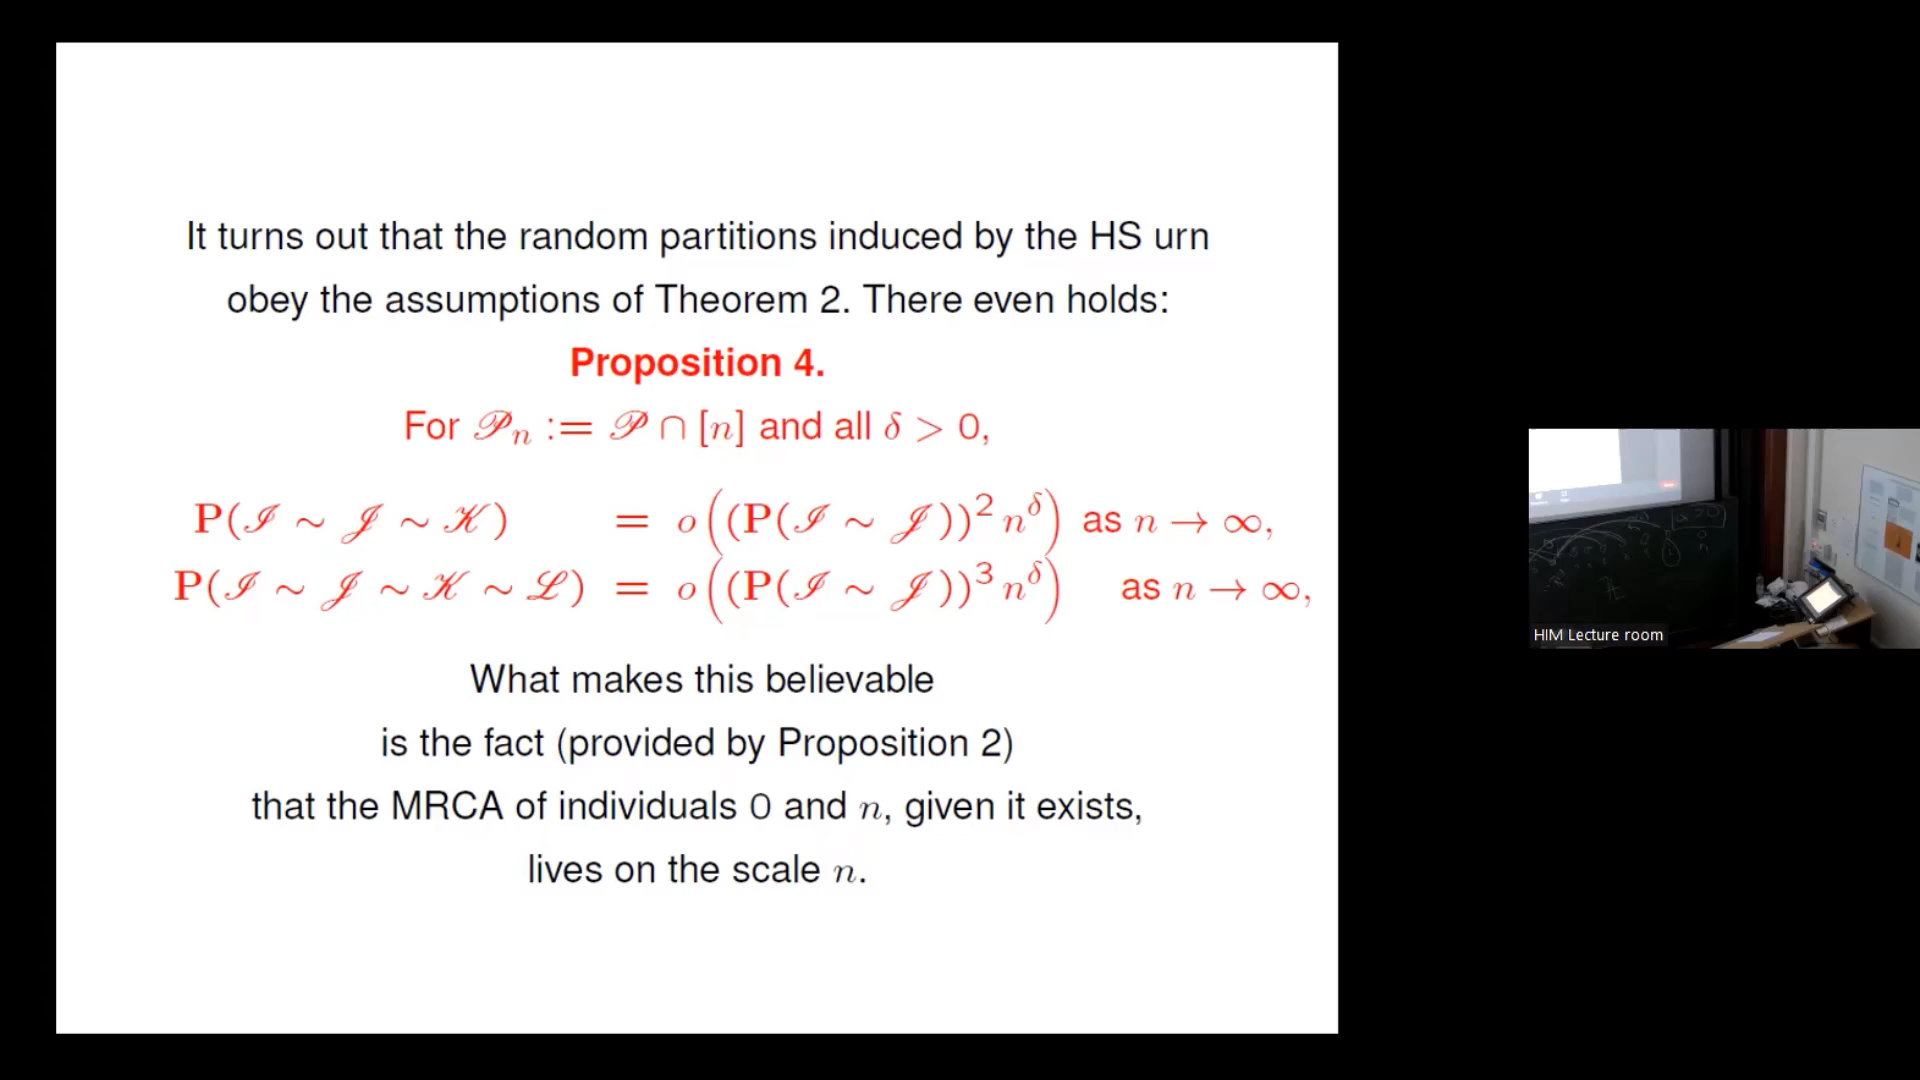 It turns out that the random partitions induced by the HS urn
obey the assumptions of Theorem 2. There even holds:
Proposition 4.
For 𝒫ₙ := 𝒫 ∩ [n] and all δ > 0,
P(ℐ ∼ 𝒥 ∼ 𝒦) = o((P(ℐ ∼ 𝒥))² n^δ) as n → ∞,
P(ℐ ∼ 𝒥 ∼ 𝒦 ∼ ℒ) = o((P(ℐ ∼ 𝒥))³ n^δ) as n → ∞,
What makes this believable
is the fact (provided by Proposition 2)
that the MRCA of individuals 0 and n, given it exists,
lives on the scale n.
HIM Lecture room